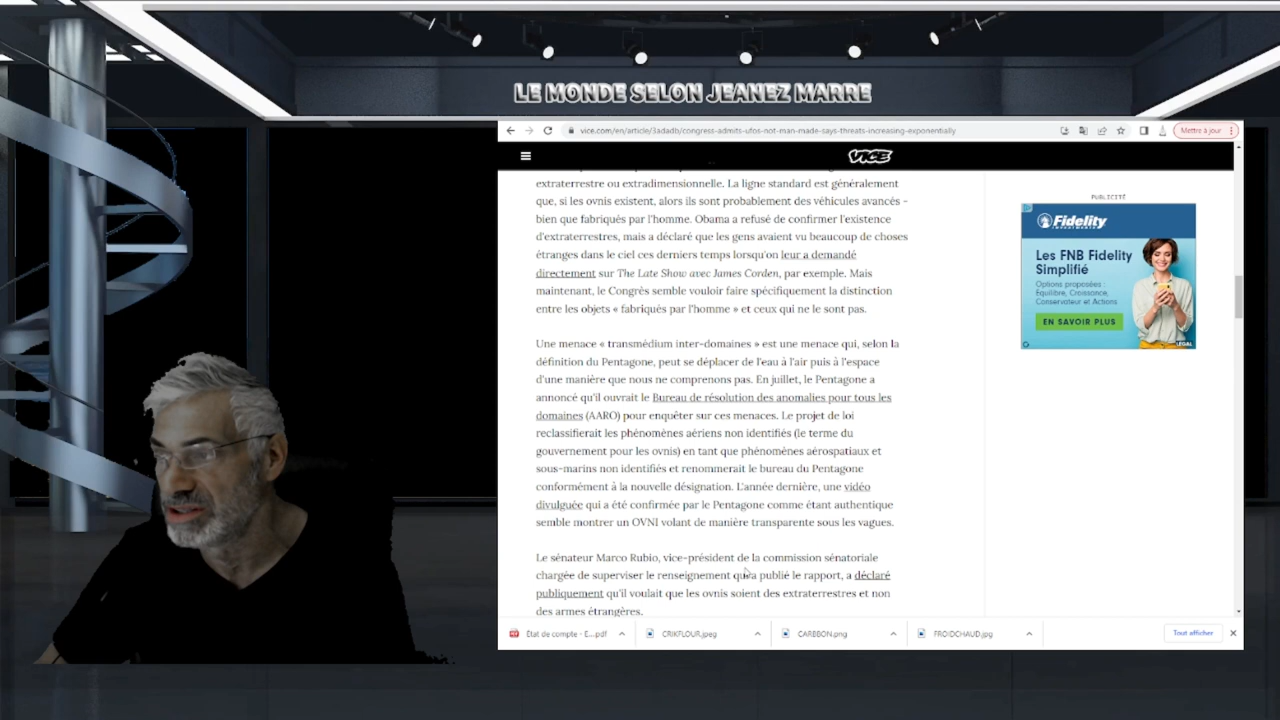 LE MONDE SELON JEANEZ MARRE
vice.com/en/article/3adadb/congress-admits-ufos-not-man-made-says-threats-increasing-exponentially
Mettre à jour
VICE
extraterrestre ou extradimensionnelle. La ligne standard est généralement
que, si les ovnis existent, alors ils sont probablement des véhicules avancés -
bien que fabriqués par l'homme. Obama a refusé de confirmer l'existence
d'extraterrestres, mais a déclaré que les gens avaient vu beaucoup de choses
étranges dans le ciel ces derniers temps lorsqu'on leur a demandé
directement sur The Late Show avec James Corden, par exemple. Mais
maintenant, le Congrès semble vouloir faire spécifiquement la distinction
entre les objets « fabriqués par l'homme » et ceux qui ne le sont pas.
Une menace « transmédium inter-domaines » est une menace qui, selon la
définition du Pentagone, peut se déplacer de l'eau à l'air puis à l'espace
d'une manière que nous ne comprenons pas. En juillet, le Pentagone a
annoncé qu'il ouvrait le Bureau de résolution des anomalies pour tous les
domaines (AARO) pour enquêter sur ces menaces. Le projet de loi
reclassifierait les phénomènes aériens non identifiés (le terme du
gouvernement pour les ovnis) en tant que phénomènes aérospatiaux et
sous-marins non identifiés et renommerait le bureau du Pentagone
conformément à la nouvelle désignation. L'année dernière, une vidéo
divulguée qui a été confirmée par le Pentagone comme étant authentique
semble montrer un OVNI volant de manière transparente sous les vagues.
Le sénateur Marco Rubio, vice-président de la commission sénatoriale
chargée de superviser le renseignement qui a publié le rapport, a déclaré
publiquement qu'il voulait que les ovnis soient des extraterrestres et non
des armes étrangères.
PUBLICITÉ
Fidelity
INVESTMENTS
Les FNB Fidelity
Simplifié
Options proposées :
Équilibre, Croissance,
Conservateur et Actions
EN SAVOIR PLUS
LEGAL
État de compte - E....pdf
CRIKFLOUR.jpeg
CARBBON.png
FROIDCHAUD.jpg
Tout afficher